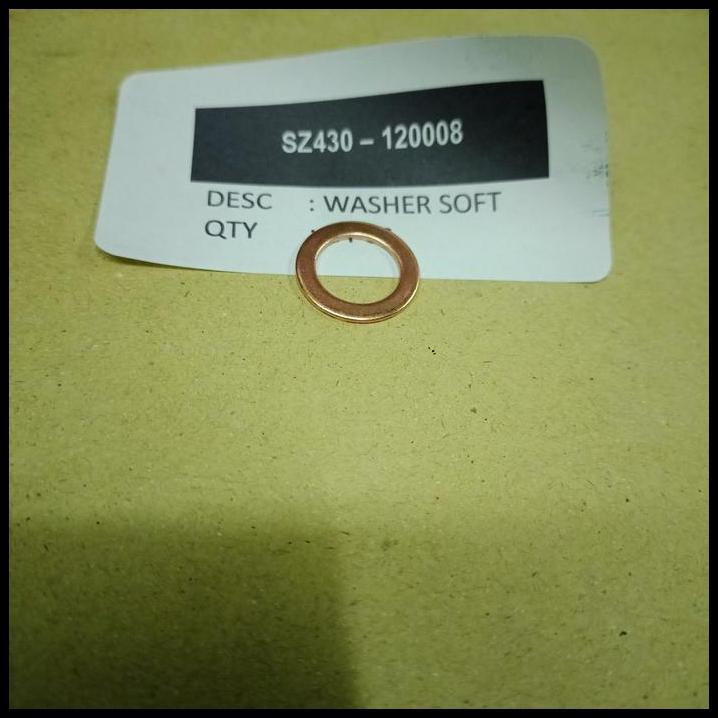 SZ430 – 120008
DESC : WASHER SOFT
QTY